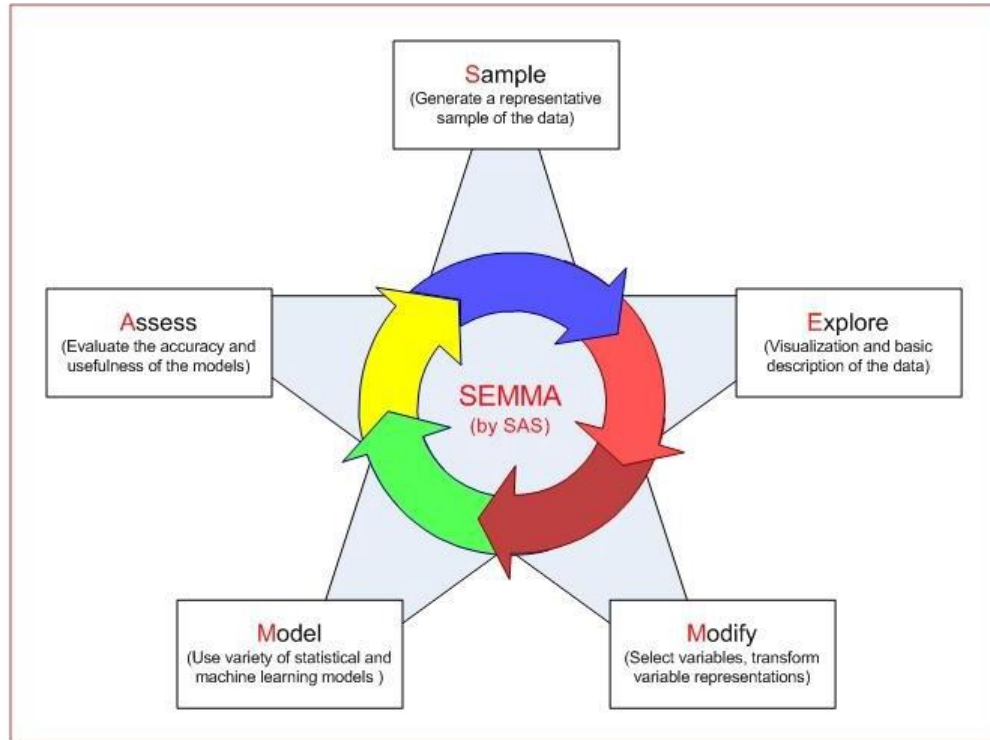 Sample
(Generate a representative
sample of the data)
Assess
(Evaluate the accuracy and
usefulness of the models)
Explore
(Visualization and basic
description of the data)
SEMMA
(by SAS)
Model
(Use variety of statistical and
machine learning models )
Modify
(Select variables, transform
variable representations)